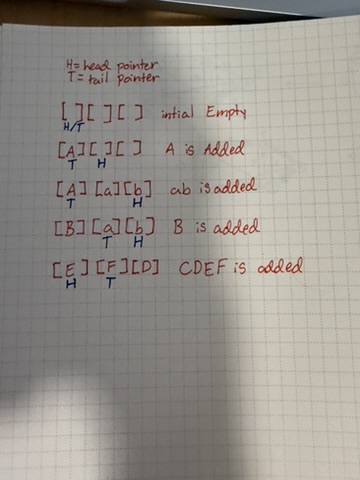 H = head pointer
T = tail pointer
[ ] [ ] [ ] intial Empty
H/T
[A] [ ] [ ] A is Added
T H
[A] [a] [b] ab is added
T H
[B] [a] [b] B is added
T H
[E] [F] [D] CDEF is added
H T